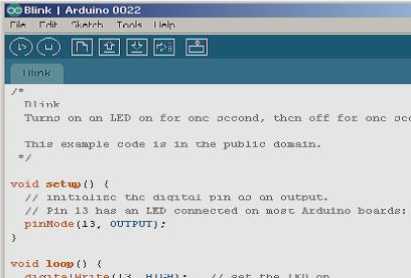 Blink | Arduino 0022
File Edit Sketch Tools Help
Blink
/*
Blink
Turns on an LED on for one second, then off for one sec
This example code is in the public domain.
*/
void setup() {
// initialize the digital pin as an output.
// Pin 13 has an LED connected on most Arduino boards:
pinMode(13, OUTPUT);
}
void loop() {
digitalWrite(13, HIGH); // set the LED on